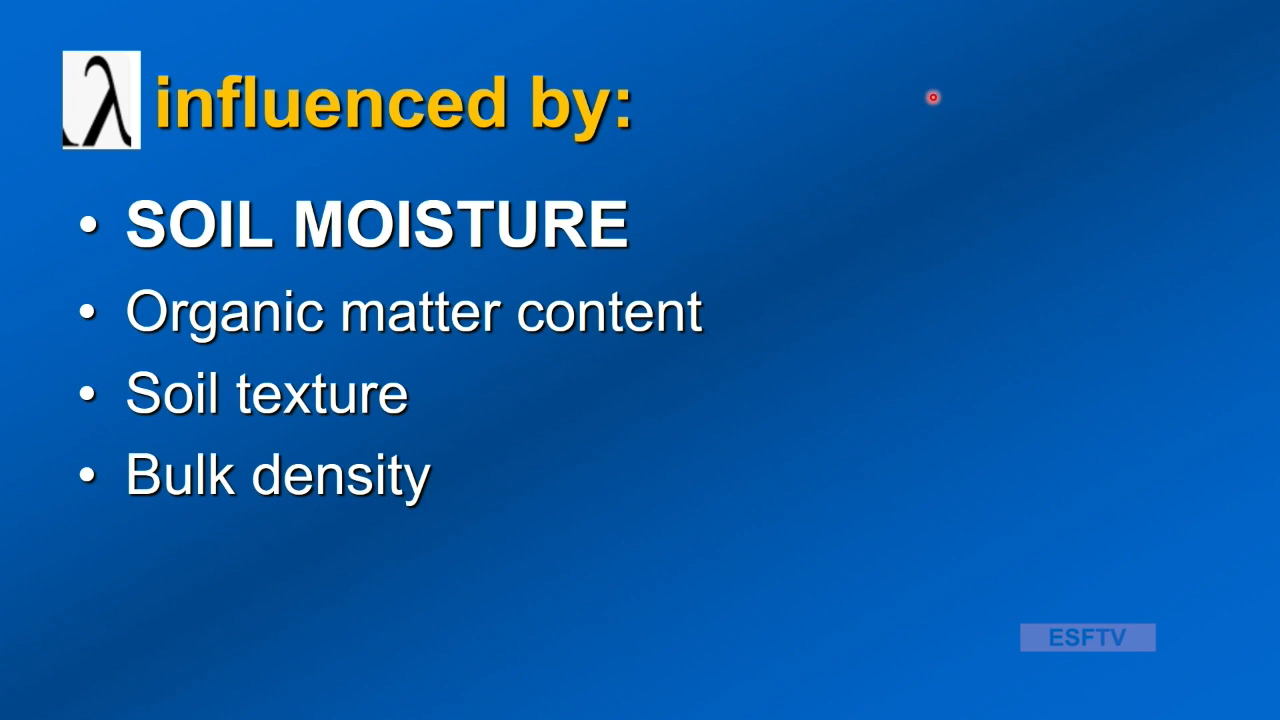 λ influenced by:
• SOIL MOISTURE
• Organic matter content
• Soil texture
• Bulk density
ESFTV